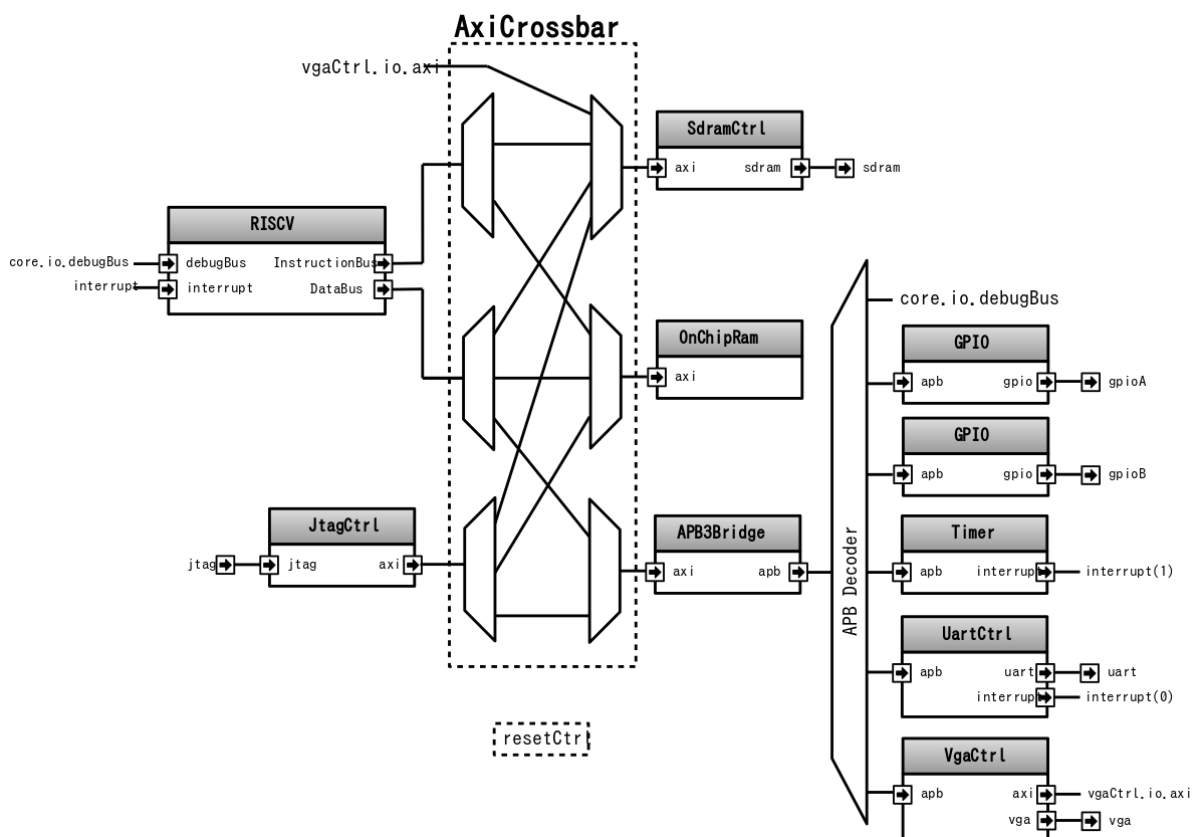 AxiCrossbar
vgaCtrl.io.axi
SdramCtrl
axi
sdram
sdram
RISCV
core.io.debugBus
debugBus
InstructionBus
interrupt
interrupt
DataBus
OnChipRam
axi
core.io.debugBus
GPIO
apb
gpio
gpioA
GPIO
apb
gpio
gpioB
JtagCtrl
jtag
jtag
axi
APB3Bridge
axi
apb
APB Decoder
Timer
apb
interrupt
interrupt(1)
UartCtrl
apb
uart
uart
interrupt
interrupt(0)
resetCtrl
VgaCtrl
apb
axi
vgaCtrl.io.axi
vga
vga